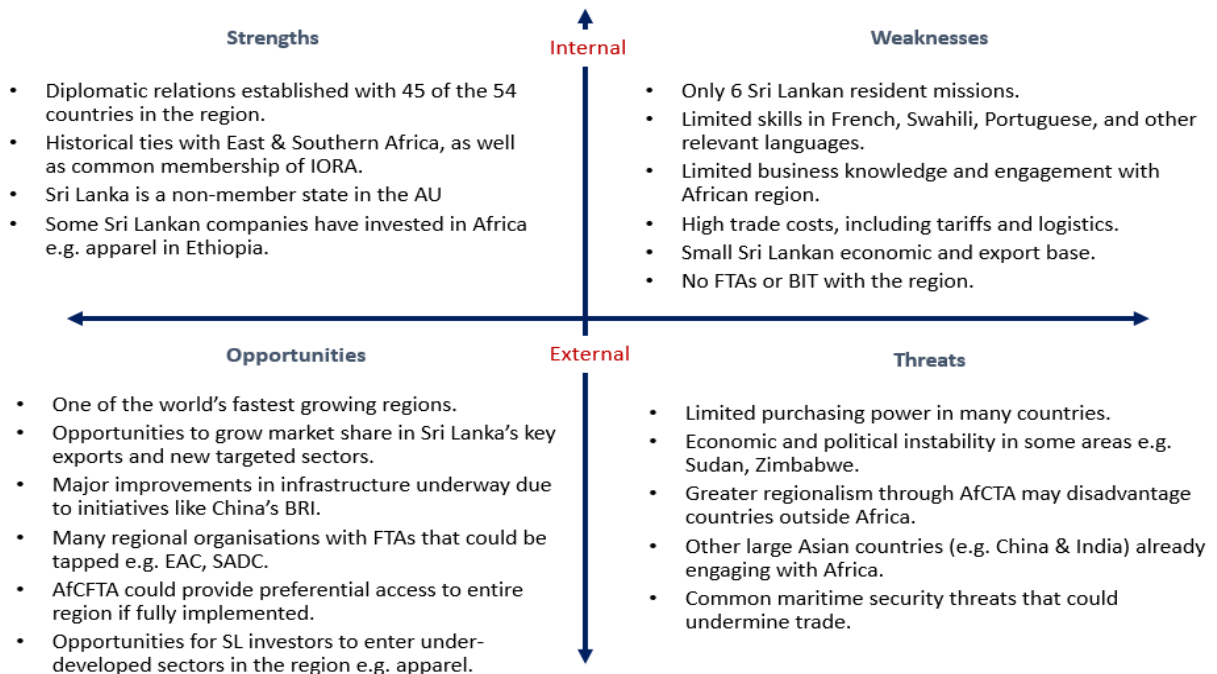 Strengths
• Diplomatic relations established with 45 of the 54
countries in the region.
• Historical ties with East & Southern Africa, as well
as common membership of IORA.
• Sri Lanka is a non-member state in the AU
• Some Sri Lankan companies have invested in Africa
e.g. apparel in Ethiopia.
Internal
Weaknesses
• Only 6 Sri Lankan resident missions.
• Limited skills in French, Swahili, Portuguese, and other
relevant languages.
• Limited business knowledge and engagement with
African region.
• High trade costs, including tariffs and logistics.
• Small Sri Lankan economic and export base.
• No FTAs or BIT with the region.
Opportunities
• One of the world’s fastest growing regions.
• Opportunities to grow market share in Sri Lanka’s key
exports and new targeted sectors.
• Major improvements in infrastructure underway due
to initiatives like China’s BRI.
• Many regional organisations with FTAs that could be
tapped e.g. EAC, SADC.
• AfCFTA could provide preferential access to entire
region if fully implemented.
• Opportunities for SL investors to enter under-
developed sectors in the region e.g. apparel.
External
Threats
• Limited purchasing power in many countries.
• Economic and political instability in some areas e.g.
Sudan, Zimbabwe.
• Greater regionalism through AfCTA may disadvantage
countries outside Africa.
• Other large Asian countries (e.g. China & India) already
engaging with Africa.
• Common maritime security threats that could
undermine trade.